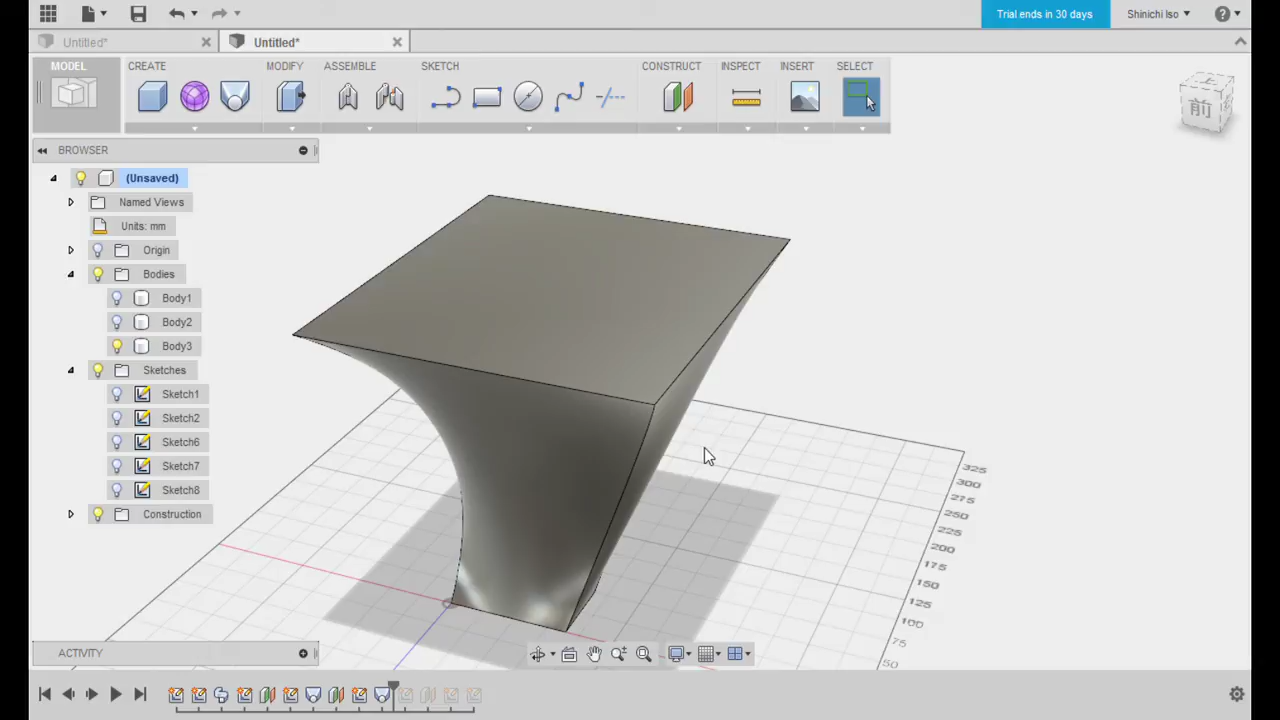 Trial ends in 30 days
Shinichi Iso
Untitled*
Untitled*
MODEL
CREATE
MODIFY
ASSEMBLE
SKETCH
CONSTRUCT
INSPECT
INSERT
SELECT
前
BROWSER
(Unsaved)
Named Views
Units: mm
Origin
Bodies
Body1
Body2
Body3
Sketches
Sketch1
Sketch2
Sketch6
Sketch7
Sketch8
Construction
325
300
275
250
225
200
175
150
125
100
75
50
ACTIVITY